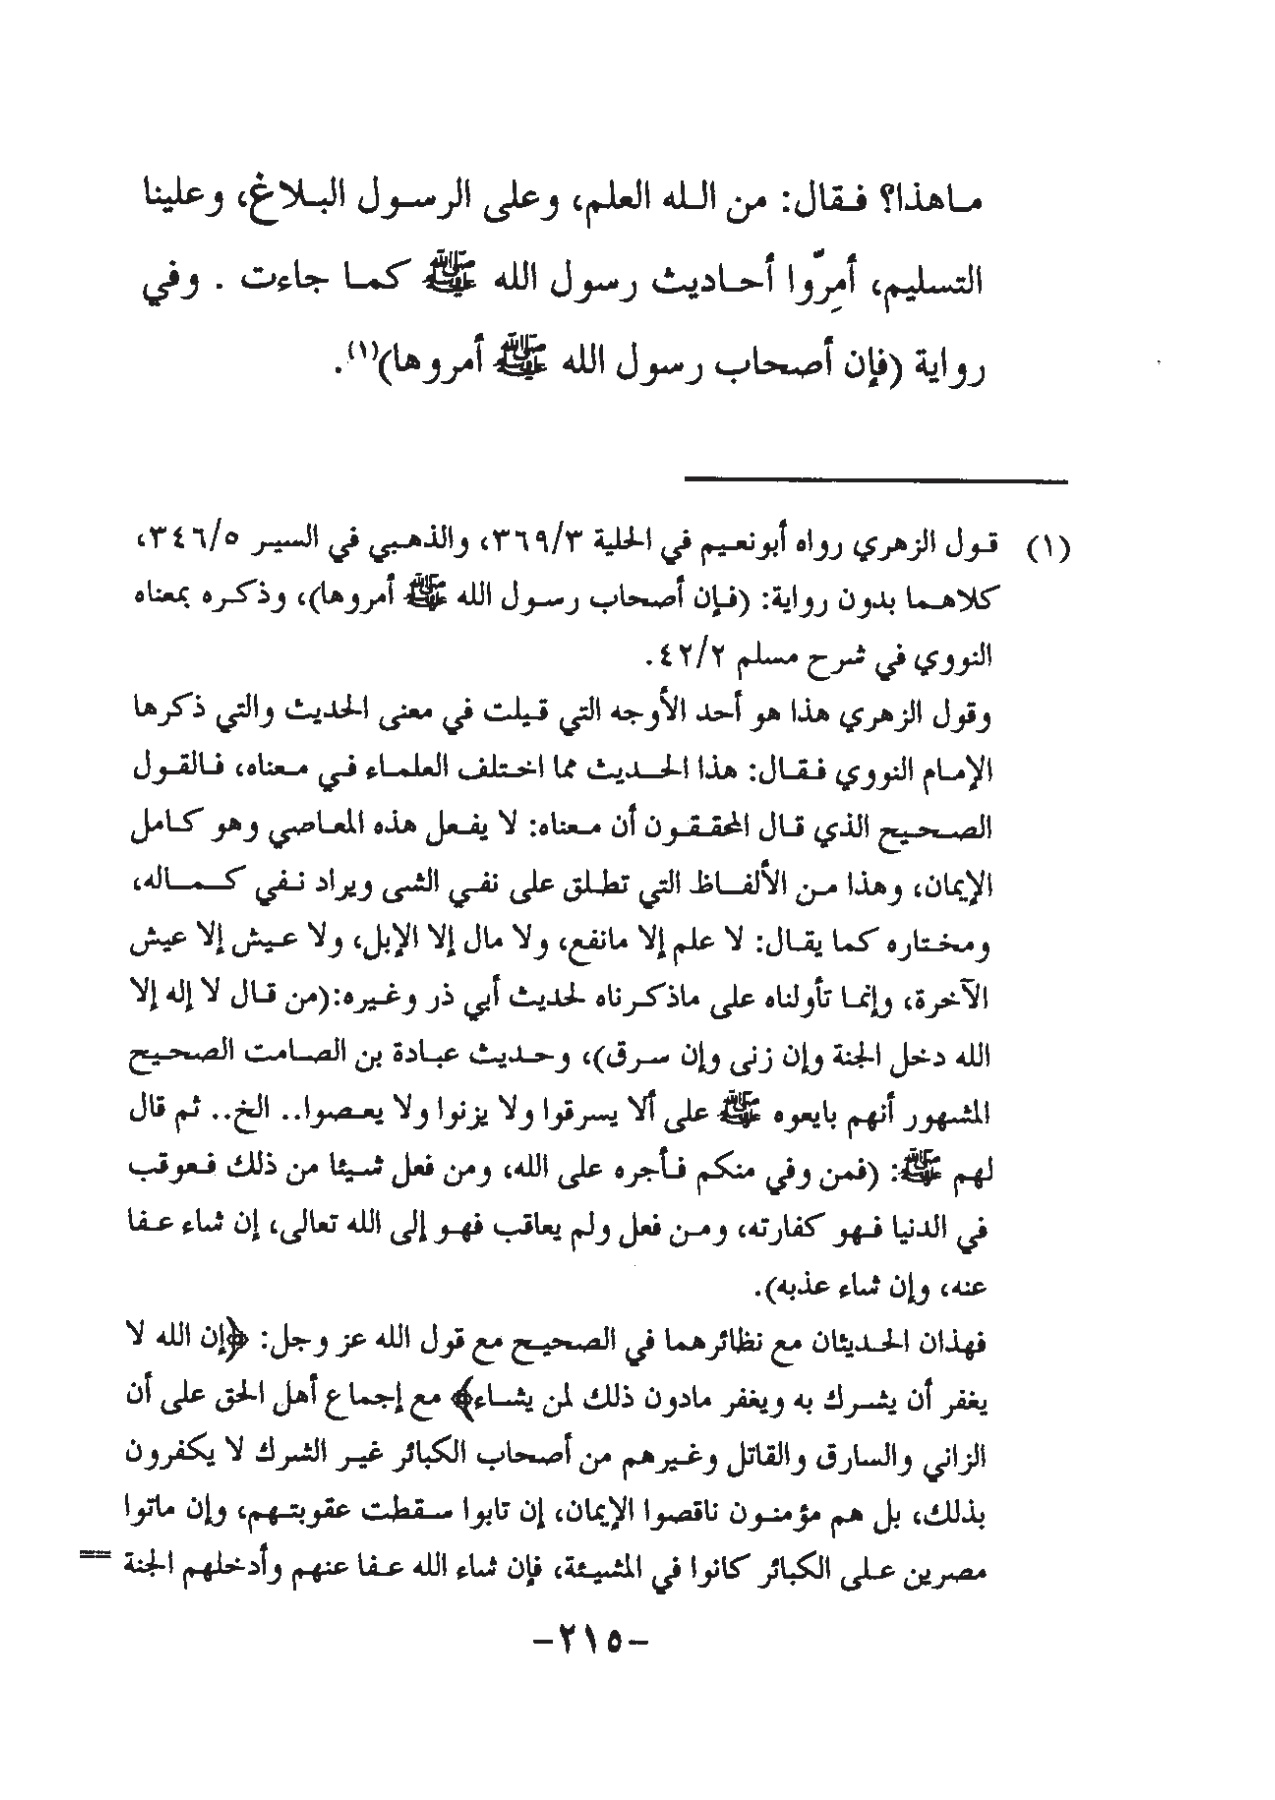 ماهذا؟ فقال: من الله العلم، وعلى الرسول البلاغ، وعلينا
التسليم، أمِرّوا أحاديث رسول الله ﷺ كما جاءت . وفي
رواية (فإن أصحاب رسول الله ﷺ أمروها)(١).
(١) قول الزهري رواه أبونعيم في الحلية ٣/٣٦٩، والذهبي في السير ٥/٣٤٦،
كلاهما بدون رواية: (فإن أصحاب رسول الله ﷺ أمروها)، وذكره بمعناه
النووي في شرح مسلم ٢/٤٢.
وقول الزهري هذا هو أحد الأوجه التي قيلت في معنى الحديث والتي ذكرها
الإمام النووي فقال: هذا الحديث مما اختلف العلماء في معناه، فالقول
الصحيح الذي قال المحققون أن معناه: لا يفعل هذه المعاصي وهو كامل
الإيمان، وهذا من الألفاظ التي تطلق على نفي الشى ويراد نفي كماله،
ومختاره كما يقال: لا علم إلا مانفع، ولا مال إلا الإبل، ولا عيش إلا عيش
الآخرة، وإنما تأولناه على ماذكرناه لحديث أبي ذر وغيره:(من قال لا إله إلا
الله دخل الجنة وإن زنى وإن سرق)، وحديث عبادة بن الصامت الصحيح
المشهور أنهم بايعوه ﷺ على ألا يسرقوا ولا يزنوا ولا يعصوا.. الخ.. ثم قال
لهم ﷺ: (فمن وفي منكم فأجره على الله، ومن فعل شيئا من ذلك فعوقب
في الدنيا فهو كفارته، ومن فعل ولم يعاقب فهو إلى الله تعالى، إن شاء عفا
عنه، وإن شاء عذبه).
فهذان الحديثان مع نظائرهما في الصحيح مع قول الله عز وجل: ﴿إن الله لا
يغفر أن يشرك به ويغفر مادون ذلك لمن يشاء﴾ مع إجماع أهل الحق على أن
الزاني والسارق والقاتل وغيرهم من أصحاب الكبائر غير الشرك لا يكفرون
بذلك، بل هم مؤمنون ناقصوا الإيمان، إن تابوا سقطت عقوبتهم، وإن ماتوا
مصرين على الكبائر كانوا في المشيئة، فإن شاء الله عفا عنهم وأدخلهم الجنة ==
-٢١٥-